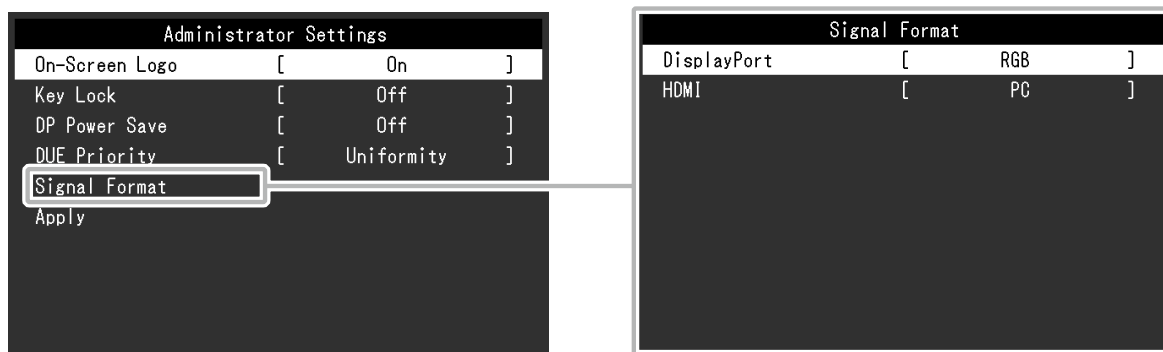 Administrator Settings
On-Screen Logo [ On ]
Key Lock [ Off ]
DP Power Save [ Off ]
DUE Priority [ Uniformity ]
Signal Format
Apply
Signal Format
DisplayPort [ RGB ]
HDMI [ PC ]